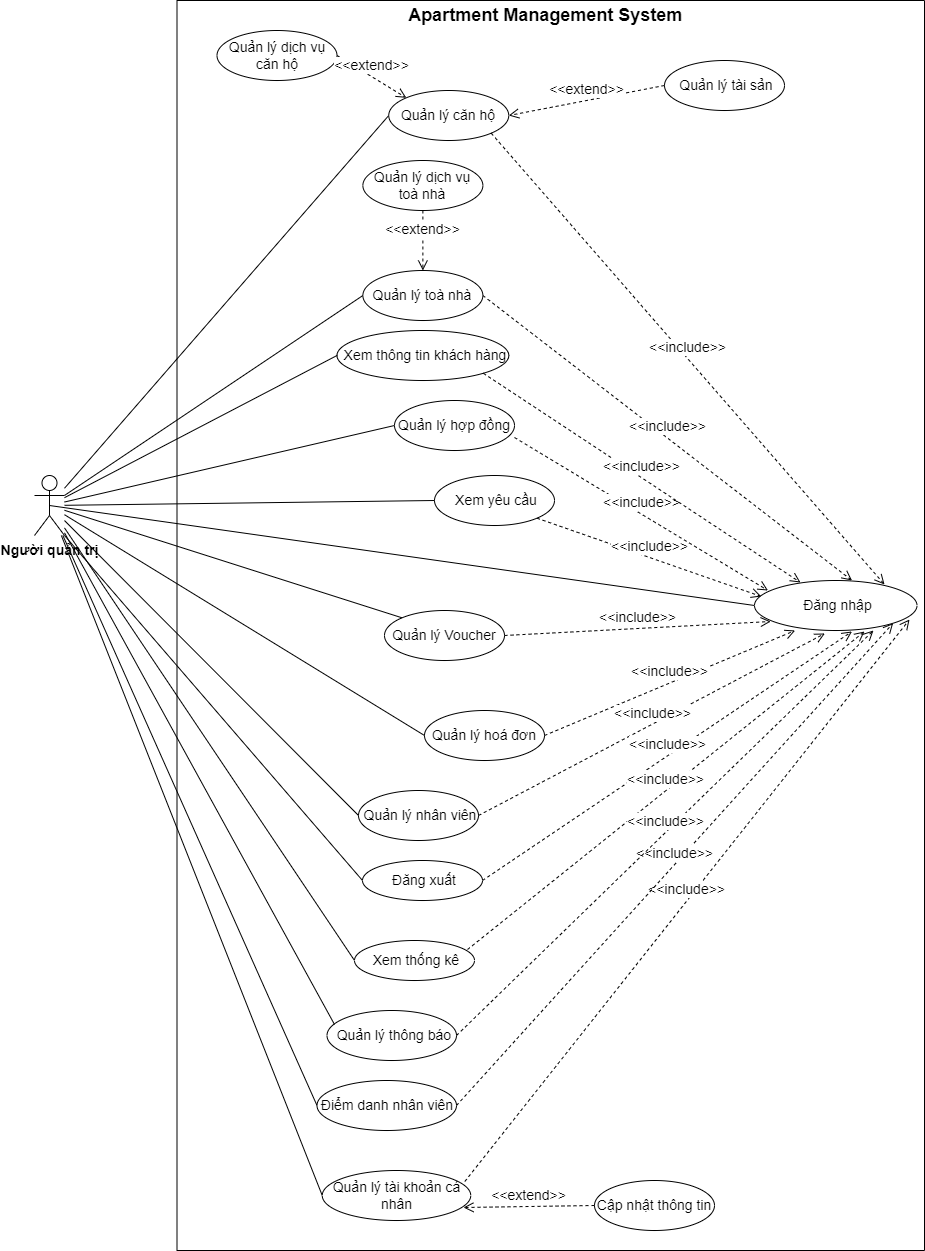 Apartment Management System
Quản lý dịch vụ
căn hộ
<<extend>>
<<extend>>
Quản lý tài sản
Quản lý căn hộ
Quản lý dịch vụ
toà nhà
<<extend>>
Quản lý toà nhà
Xem thông tin khách hàng
<<include>>
Quản lý hợp đồng
<<include>>
<<include>>
Xem yêu cầu
<<include>>
<<include>>
Người quản trị
Đăng nhập
<<include>>
Quản lý Voucher
<<include>>
Quản lý hoá đơn
<<include>>
<<include>>
<<include>>
Quản lý nhân viên
<<include>>
<<include>>
Đăng xuất
<<include>>
Xem thống kê
Quản lý thông báo
Điểm danh nhân viên
Quản lý tài khoản cá
nhân
<<extend>>
Cập nhật thông tin